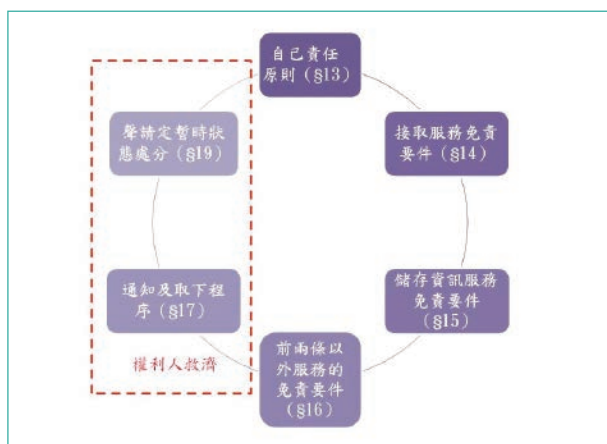 自己責任
原則(§13)
接取服務免責
要件(§14)
儲存資訊服務
免責要件
(§15)
前兩條以
外服務的
免責要件
(§16)
通知及取下程
序(§17)
聲請定暫時狀
態處分(§19)
權利人救濟